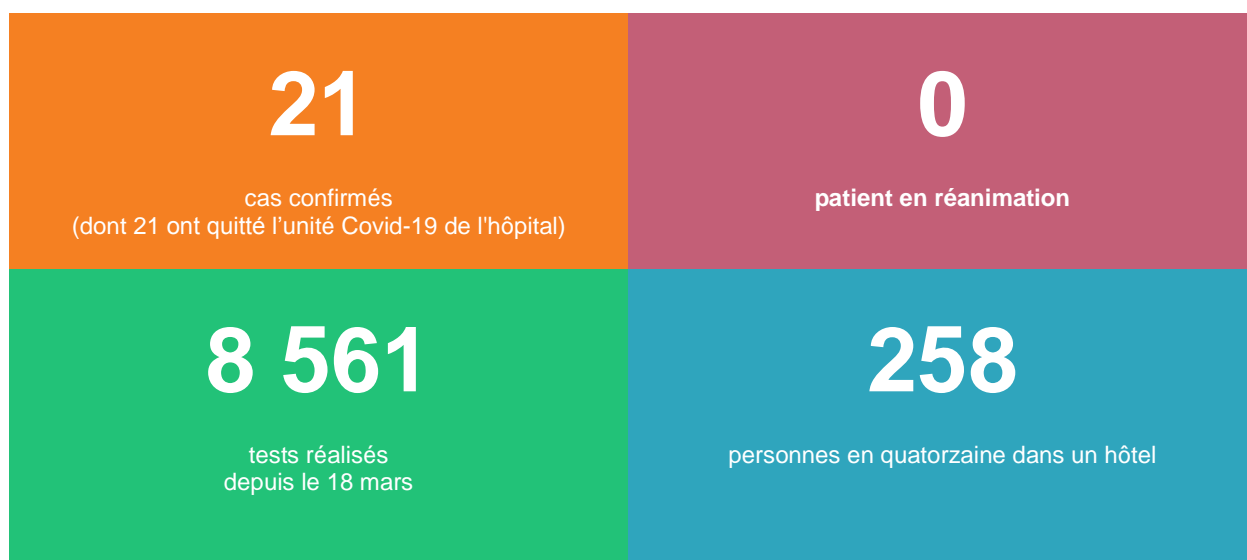 21
cas confirmés
(dont 21 ont quitté l’unité Covid-19 de l'hôpital)
0
patient en réanimation
8 561
tests réalisés
depuis le 18 mars
258
personnes en quatorzaine dans un hôtel